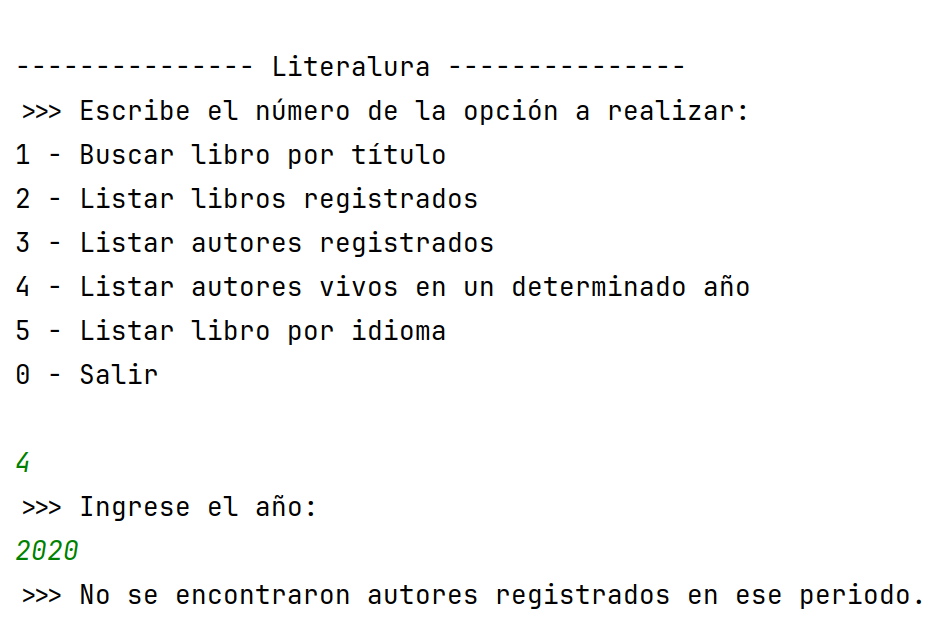 --------------- Literalura ---------------
>>> Escribe el número de la opción a realizar:
1 - Buscar libro por título
2 - Listar libros registrados
3 - Listar autores registrados
4 - Listar autores vivos en un determinado año
5 - Listar libro por idioma
0 - Salir
4
>>> Ingrese el año:
2020
>>> No se encontraron autores registrados en ese periodo.